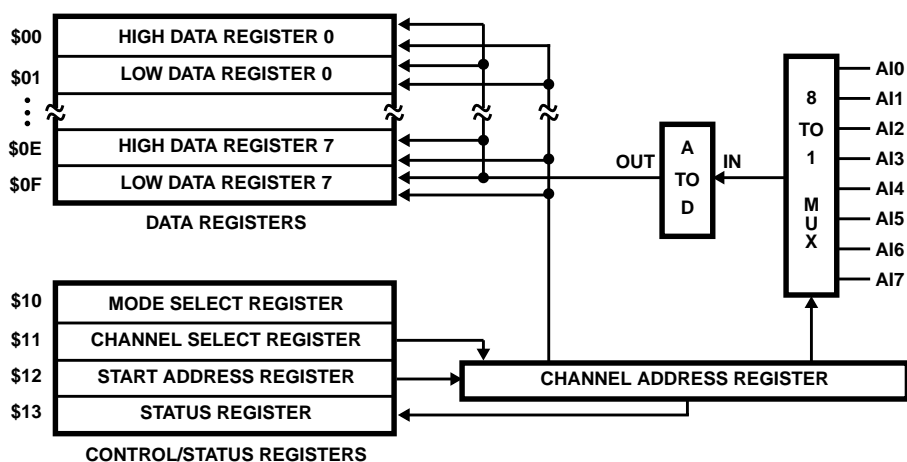 $00 HIGH DATA REGISTER 0
$01 LOW DATA REGISTER 0
$0E HIGH DATA REGISTER 7
$0F LOW DATA REGISTER 7
DATA REGISTERS
OUT
A TO D
IN
8 TO 1 MUX
AI0
AI1
AI2
AI3
AI4
AI5
AI6
AI7
$10 MODE SELECT REGISTER
$11 CHANNEL SELECT REGISTER
$12 START ADDRESS REGISTER
$13 STATUS REGISTER
CONTROL/STATUS REGISTERS
CHANNEL ADDRESS REGISTER